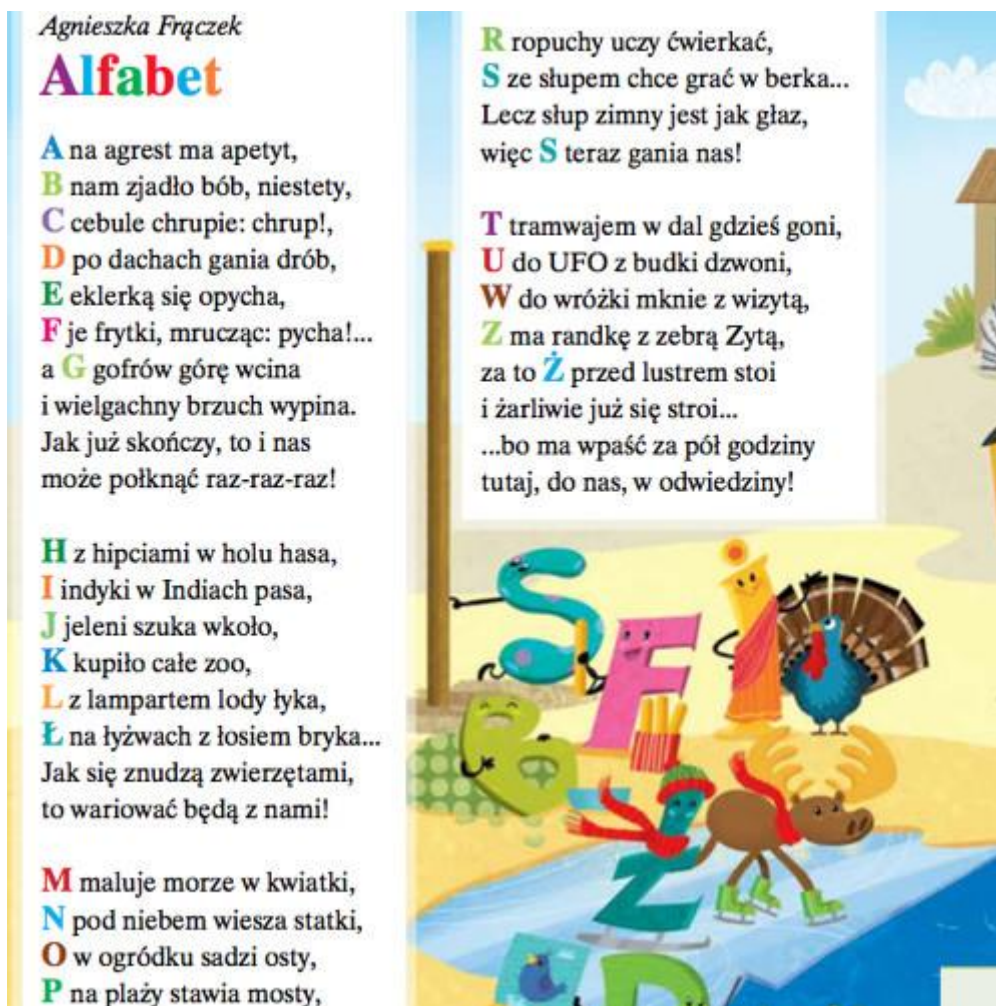 Agnieszka Frączek
Alfabet
A na agrest ma apetyt,
B nam zjadło bób, niestety,
C cebule chrupie: chrup!,
D po dachach gania drób,
E eklerką się opycha,
F je frytki, mrucząc: pycha!...
a G gofrów górę wcina
i wielgachny brzuch wypina.
Jak już skończy, to i nas
może połknąć raz-raz-raz!
H z hipciami w holu hasa,
I indyki w Indiach pasa,
J jeleni szuka wkoło,
K kupiło całe zoo,
L z lampartem lody łyka,
Ł na łyżwach z łosiem bryka...
Jak się znudzą zwierzętami,
to wariować będą z nami!
M maluje morze w kwiatki,
N pod niebem wiesza statki,
O w ogródku sadzi osty,
P na plaży stawia mosty,
R ropuchy uczy ćwierkać,
S ze słupem chce grać w berka...
Lecz słup zimny jest jak głaz,
więc S teraz gania nas!
T tramwajem w dal gdzieś goni,
U do UFO z budki dzwoni,
W do wróżki mknie z wizytą,
Z ma randkę z zebrą Zytą,
za to Ż przed lustrem stoi
i żarliwie już się stroi...
...bo ma wpaść za pół godziny
tutaj, do nas, w odwiedziny!